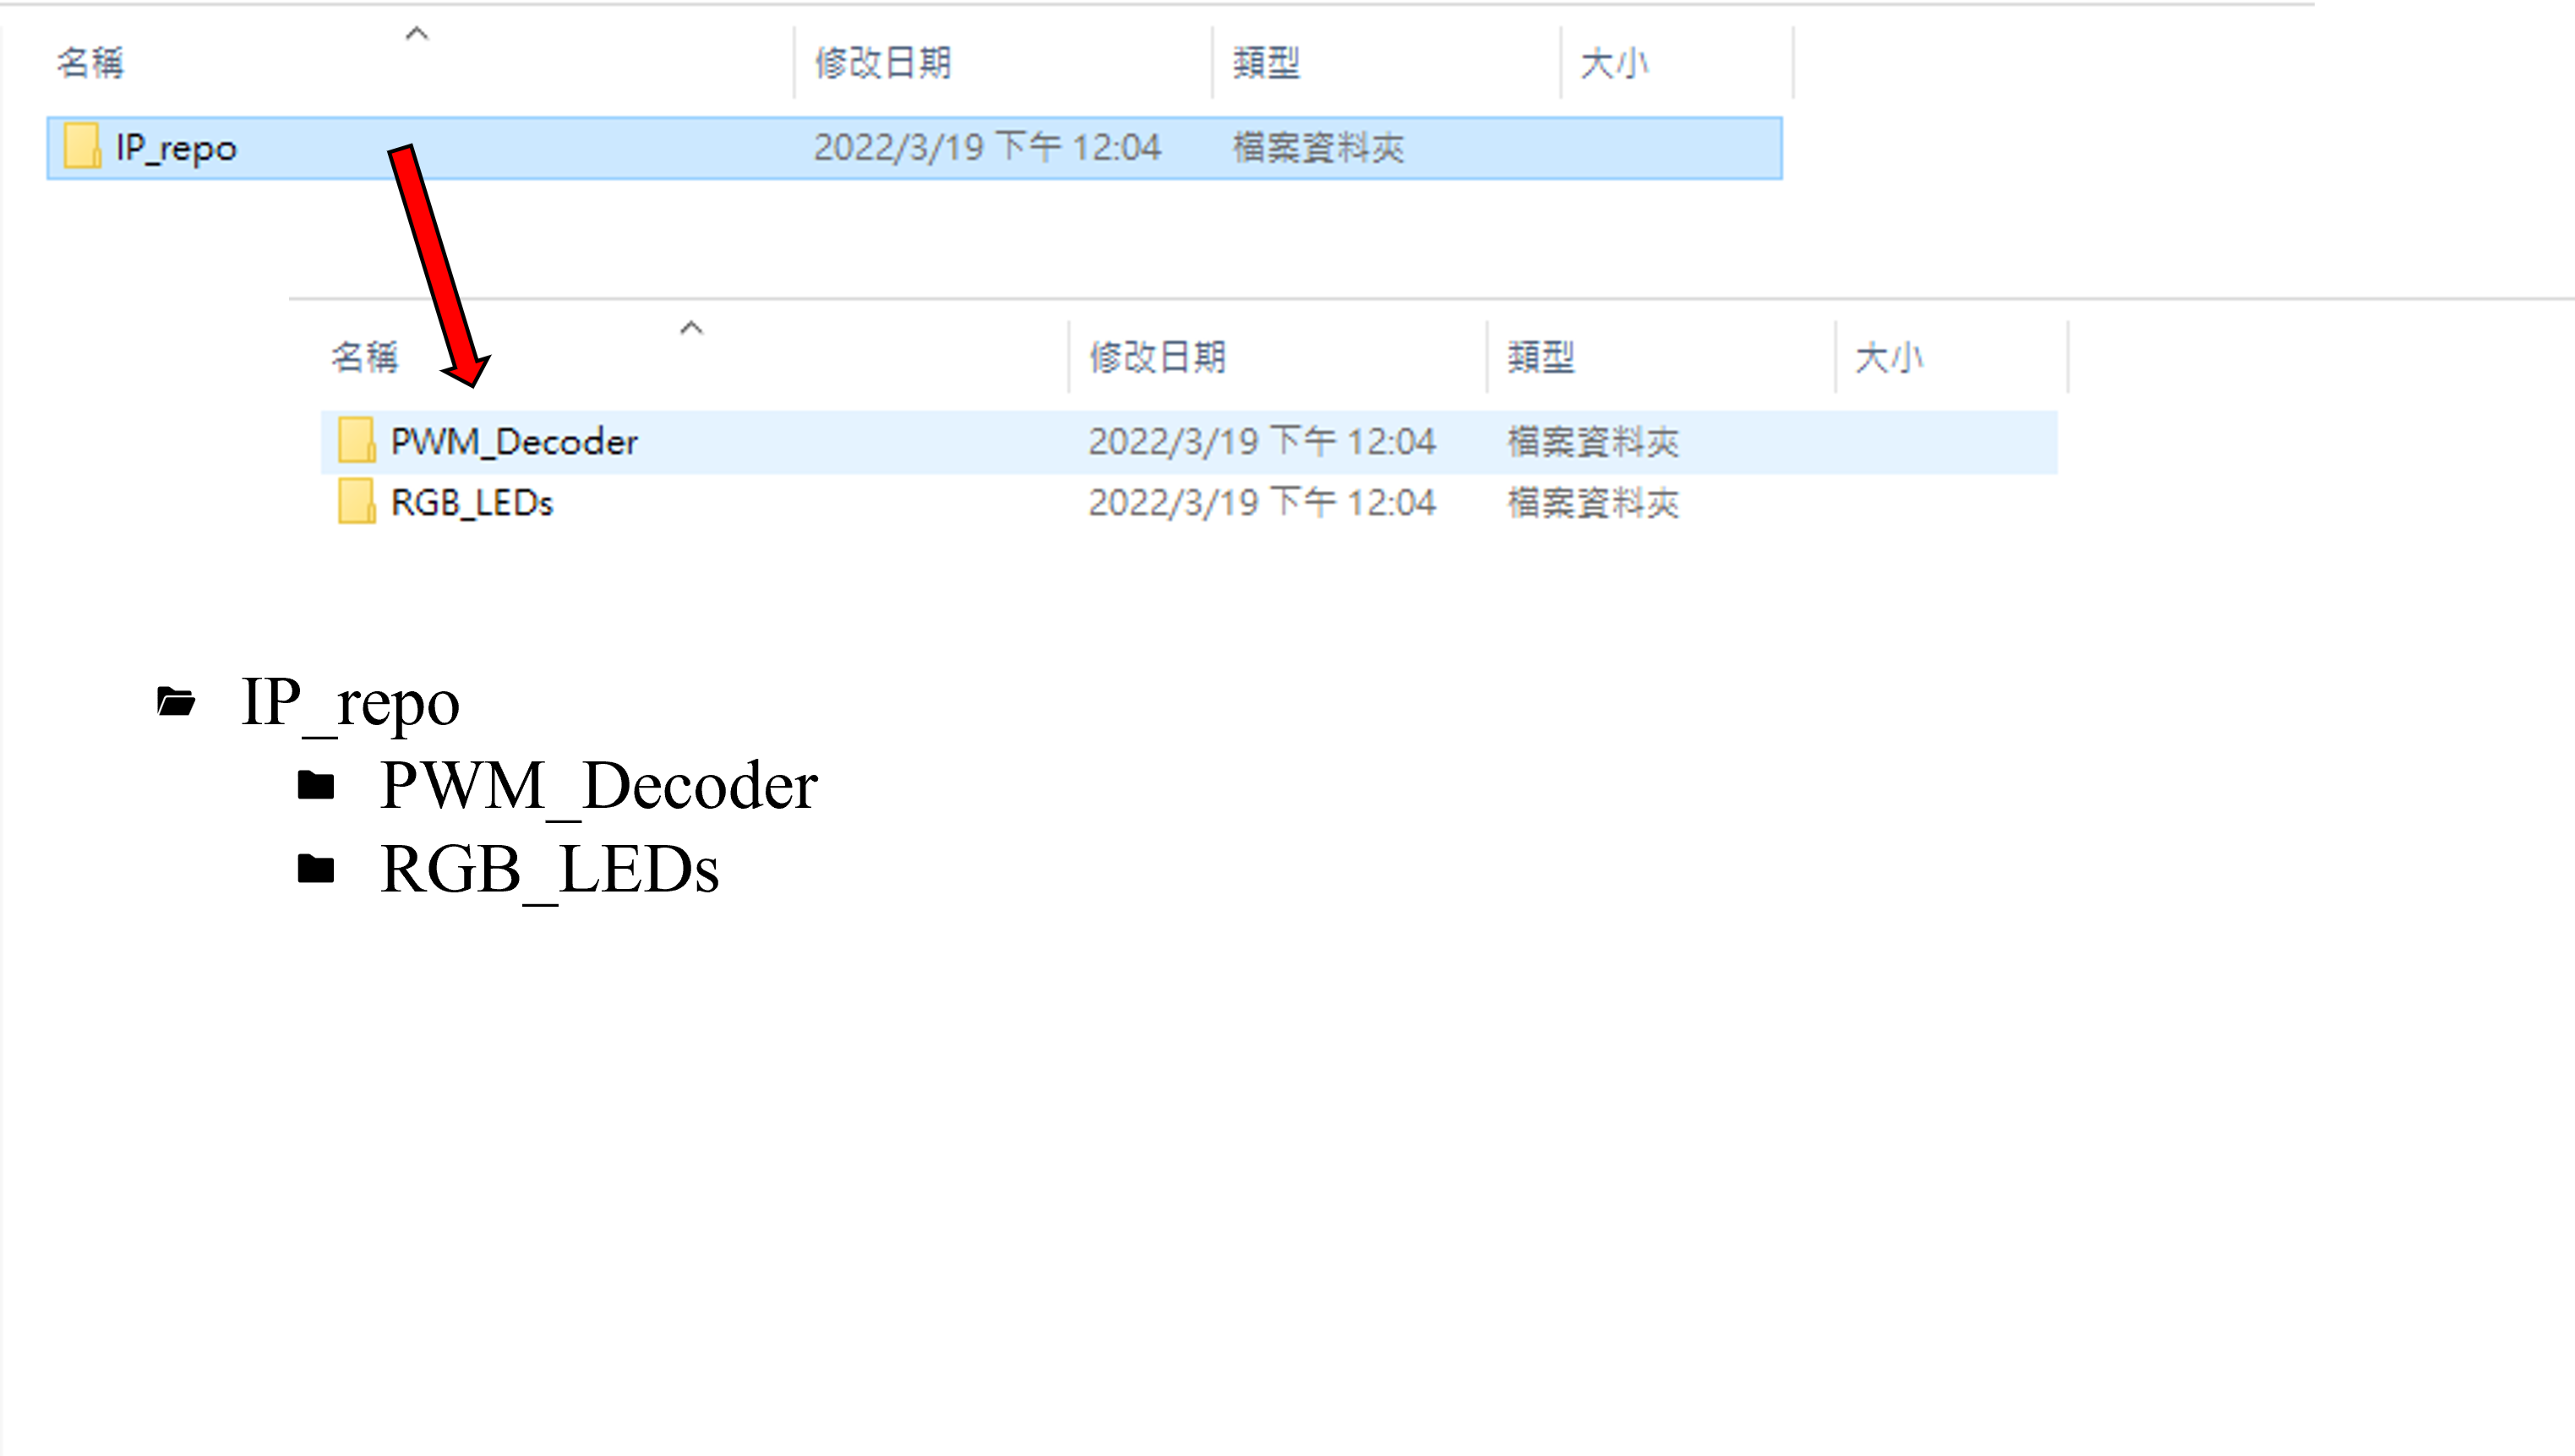 名稱 修改日期 類型 大小
IP_repo 2022/3/19 下午 12:04 檔案資料夾
名稱 修改日期 類型 大小
PWM_Decoder 2022/3/19 下午 12:04 檔案資料夾
RGB_LEDs 2022/3/19 下午 12:04 檔案資料夾
IP_repo
PWM_Decoder
RGB_LEDs